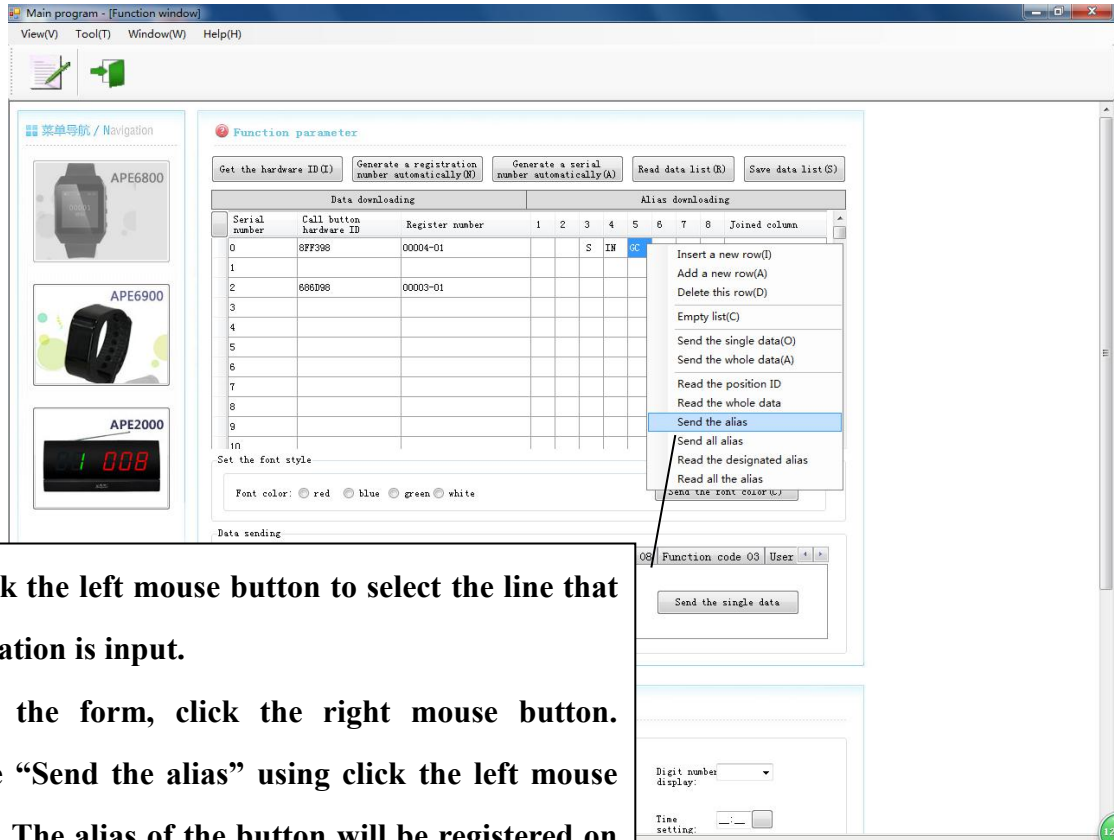 Main program - [Function window]
View(V) Tool(T) Window(W) Help(H)
菜单导航 / Navigation
APE6800
APE6900
APE2000
1 008
Function parameter
Get the hardware ID(I)
Generate a registration
number automatically(N)
Generate a serial
number automatically(A)
Read data list(R)
Save data list(S)
Data downloading
Alias downloading
Serial
number
Call button
hardware ID
Register number
1 2 3 4 5 6 7 8 Joined column
0 8FF398 00004-01 S IN GC
1
2 686D98 00003-01
3
4
5
6
7
8
9
10
Insert a new row(I)
Add a new row(A)
Delete this row(D)
Empty list(C)
Send the single data(O)
Send the whole data(A)
Read the position ID
Read the whole data
Send the alias
Send all alias
Read the designated alias
Read all the alias
Set the font style
Font color: red blue green white
Send the font color(C)
Data sending
08 Function code 03 User
Send the single data
k the left mouse button to select the line that
ation is input.
the form, click the right mouse button.
e “Send the alias” using click the left mouse
. The alias of the button will be registered on
Digit number
display:
Time
setting:
__:__